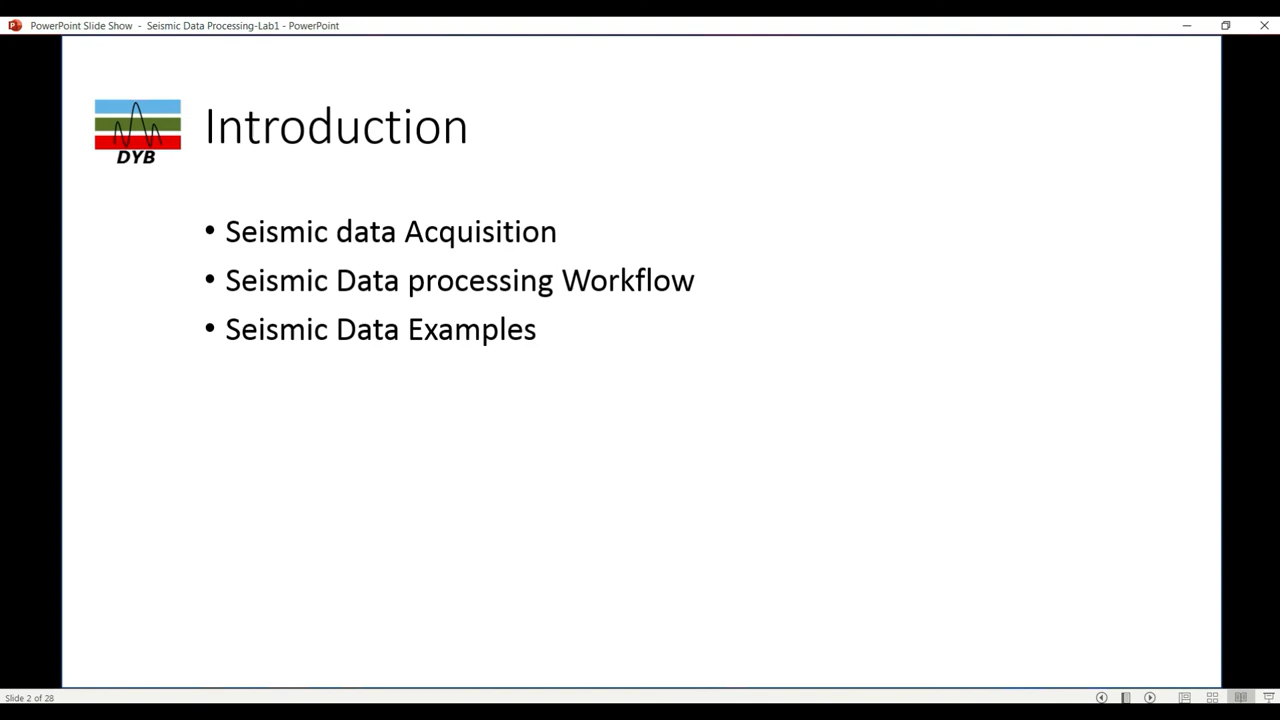 PowerPoint Slide Show - Seismic Data Processing-Lab1 - PowerPoint
Introduction
DYB
• Seismic data Acquisition
• Seismic Data processing Workflow
• Seismic Data Examples
Slide 2 of 28